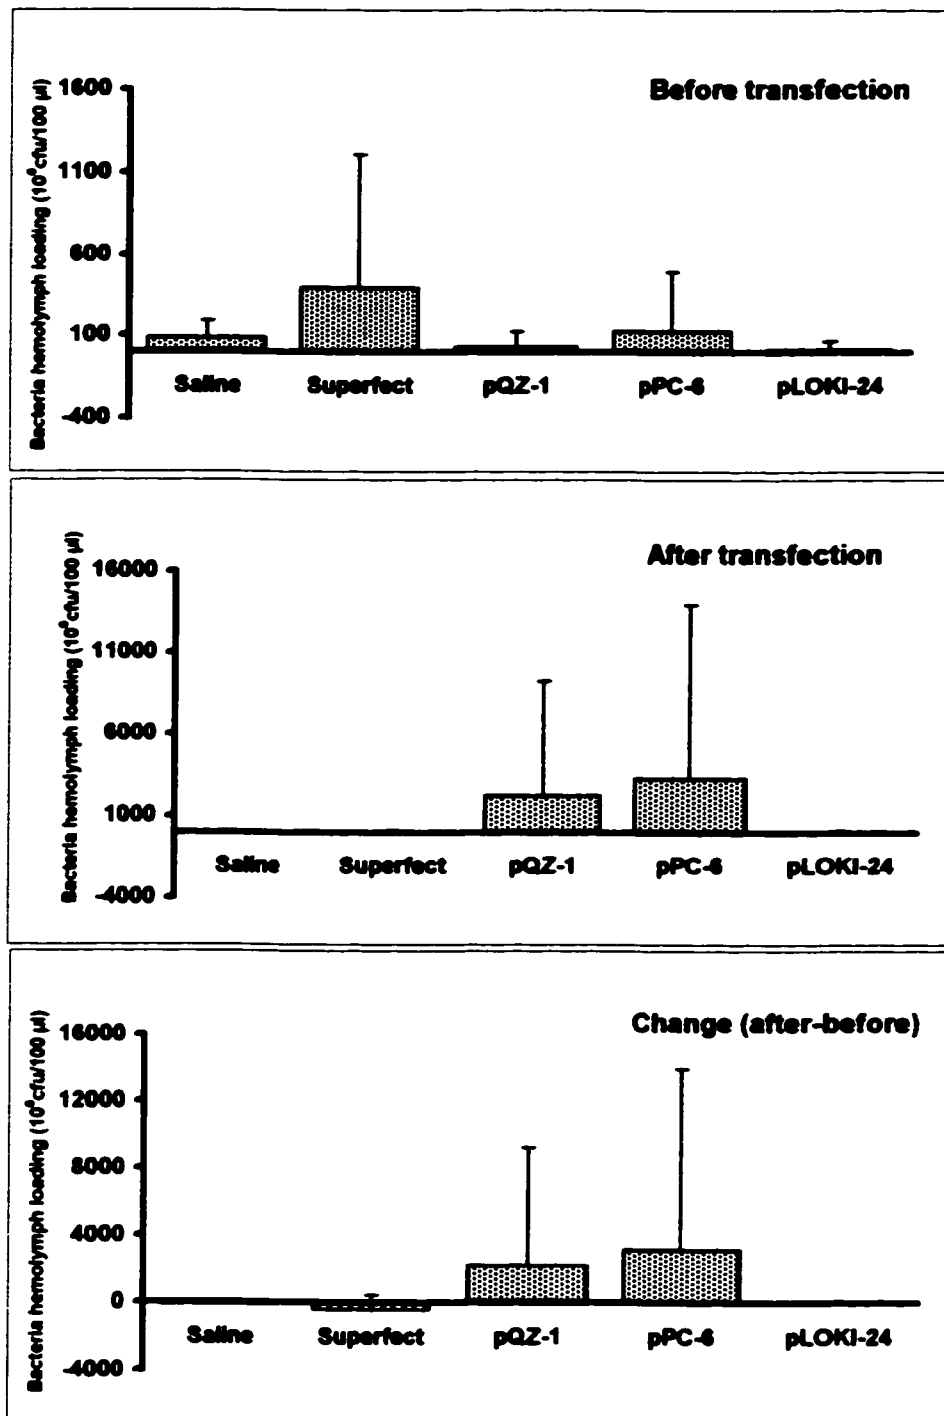 Before transfection
Bacteria hemolymph loading (10⁶cfu/100 µl)
1600
1100
600
100
-400
Saline Superfect pQZ-1 pPC-6 pLOKI-24
After transfection
Bacteria hemolymph loading (10⁶cfu/100 µl)
16000
11000
6000
1000
-4000
Saline Superfect pQZ-1 pPC-6 pLOKI-24
Change (after-before)
Bacteria hemolymph loading (10⁶cfu/100 µl)
16000
12000
8000
4000
0
-4000
Saline Superfect pQZ-1 pPC-6 pLOKI-24